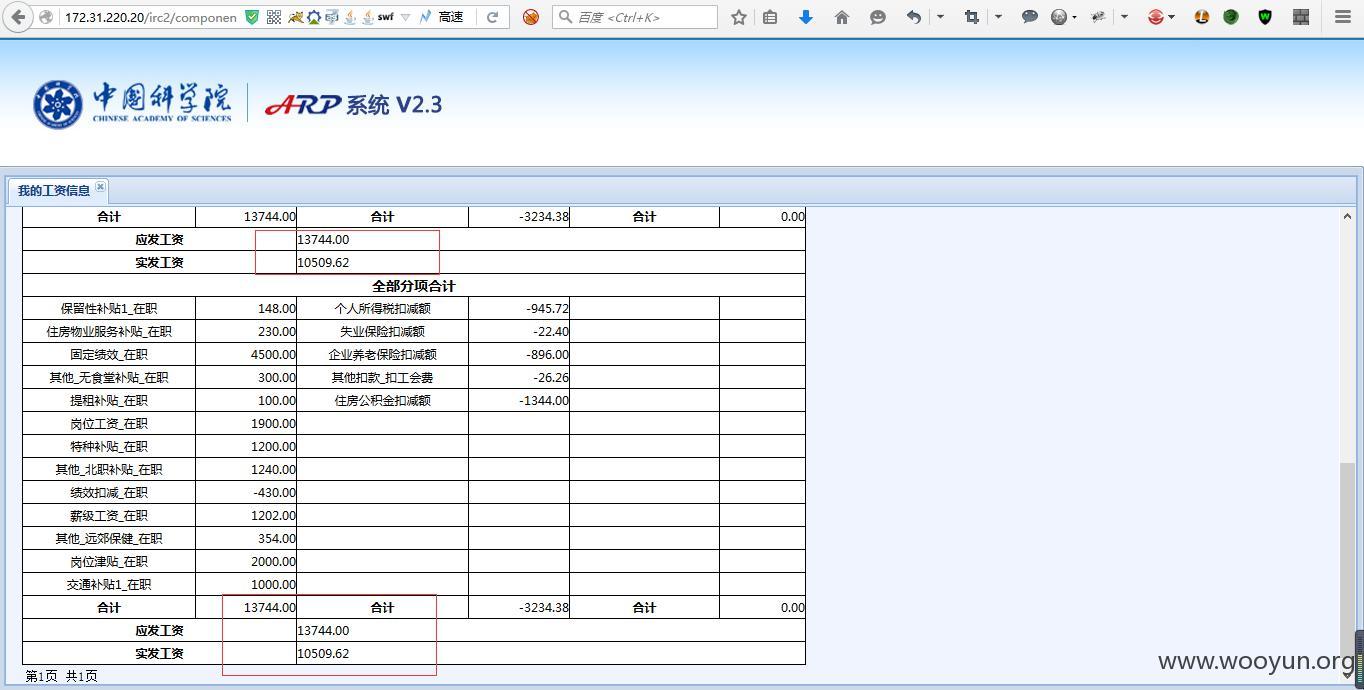 172.31.220.20/irc2/componen
swf
高速
百度 <Ctrl+K>
中国科学院
CHINESE ACADEMY OF SCIENCES
ARP 系统 V2.3
我的工资信息
合计 13744.00 合计 -3234.38 合计 0.00
应发工资 13744.00
实发工资 10509.62
全部分项合计
保留性补贴1_在职 148.00 个人所得税扣减额 -945.72
住房物业服务补贴_在职 230.00 失业保险扣减额 -22.40
固定绩效_在职 4500.00 企业养老保险扣减额 -896.00
其他_无食堂补贴_在职 300.00 其他扣款_扣工会费 -26.26
提租补贴_在职 100.00 住房公积金扣减额 -1344.00
岗位工资_在职 1900.00
特种补贴_在职 1200.00
其他_北职补贴_在职 1240.00
绩效扣减_在职 -430.00
薪级工资_在职 1202.00
其他_远郊保健_在职 354.00
岗位津贴_在职 2000.00
交通补贴1_在职 1000.00
合计 13744.00 合计 -3234.38 合计 0.00
应发工资 13744.00
实发工资 10509.62
第1页 共1页
www.wooyun.org